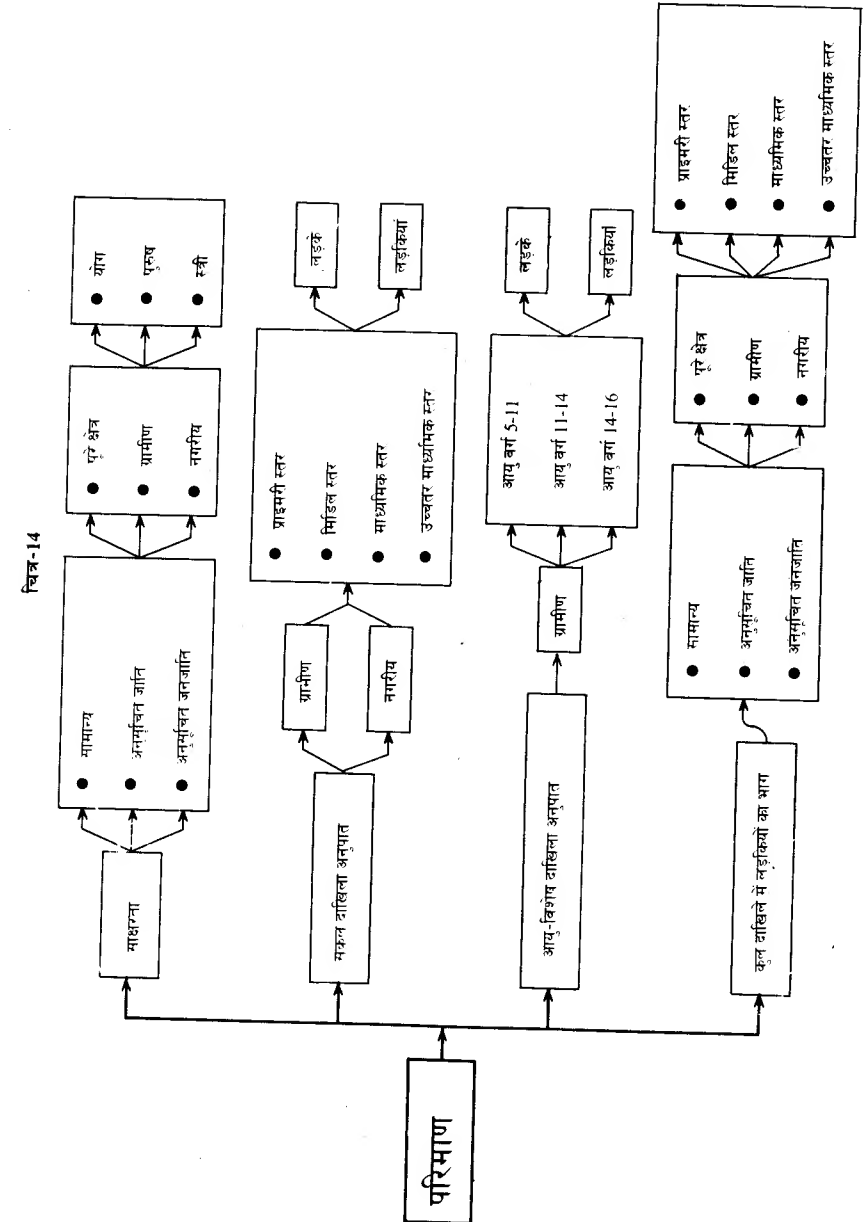 चित्र-14
परिमाण
साक्षरता
● सामान्य
● अनुसूचित जाति
● अनुसूचित जनजाति
● पूरे क्षेत्र
● ग्रामीण
● नगरीय
● योग
● पुरुष
● स्त्री
सकल दाखिला अनुपात
ग्रामीण
नगरीय
● प्राइमरी स्तर
● मिडिल स्तर
● माध्यमिक स्तर
● उच्चतर माध्यमिक स्तर
लड़के
लड़कियां
आयु-विशेष दाखिला अनुपात
ग्रामीण
आयु वर्ग 5-11
आयु वर्ग 11-14
आयु वर्ग 14-16
लड़के
लड़कियां
कुल दाखिले में लड़कियों का भाग
● सामान्य
● अनुसूचित जाति
● अनुसूचित जनजाति
● पूरे क्षेत्र
● ग्रामीण
● नगरीय
● प्राइमरी स्तर
● मिडिल स्तर
● माध्यमिक स्तर
● उच्चतर माध्यमिक स्तर